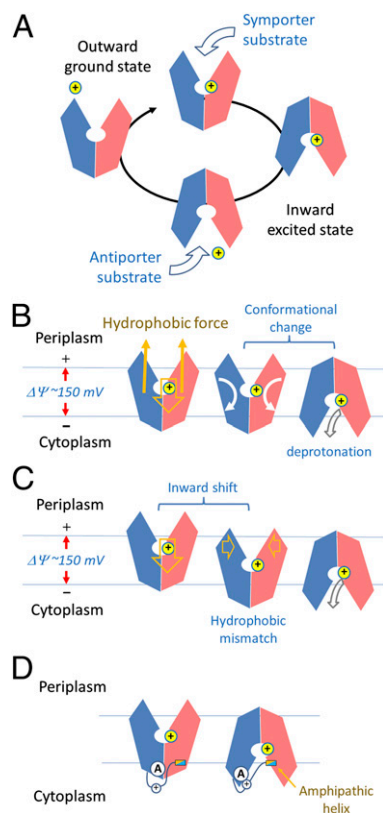 A
Symporter
substrate
Outward
ground state
+
+
+
Inward
excited state
Antiporter
substrate
+
B
Conformational
change
Hydrophobic force
Periplasm
+
ΔΨ~150 mV
−
Cytoplasm
+
+
+
deprotonation
C
Inward shift
Periplasm
+
ΔΨ~150 mV
−
Cytoplasm
+
+
+
Hydrophobic
mismatch
D
Periplasm
+
+
A
A
+
+
Cytoplasm
Amphipathic
helix